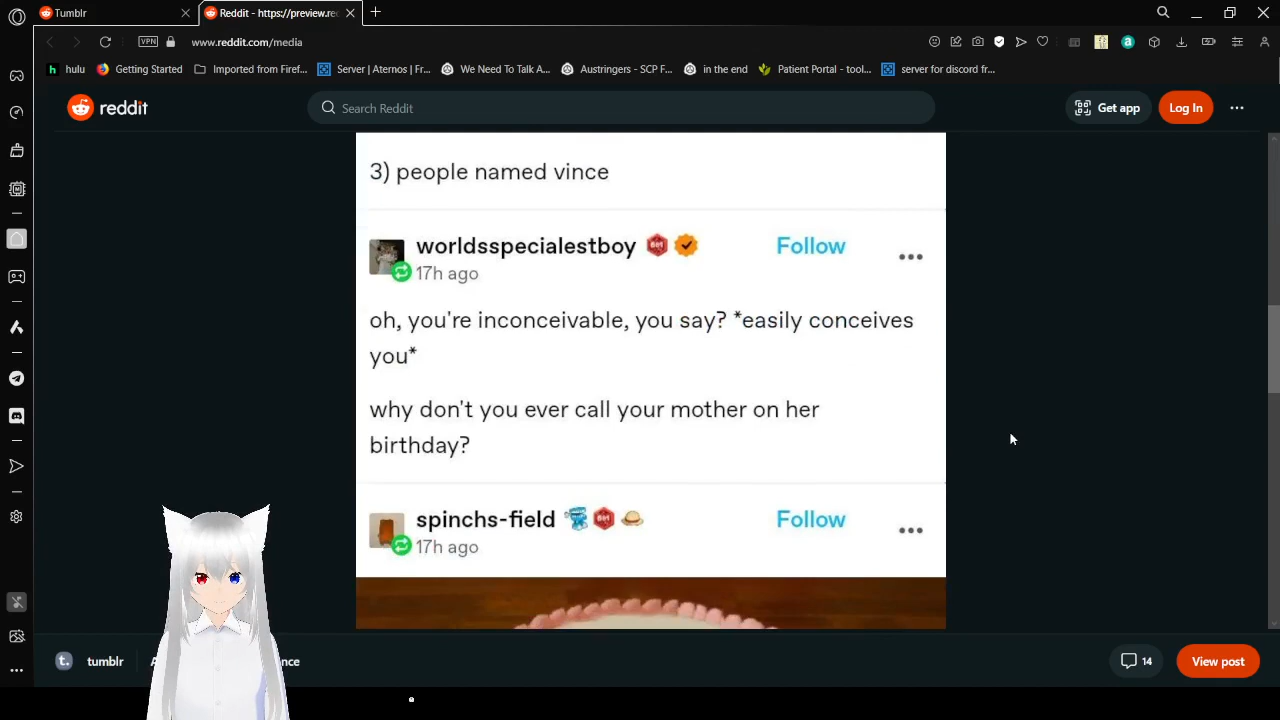 Tumblr
Reddit - https://preview.rec
VPN
www.reddit.com/media
hulu
Getting Started
Imported from Firef...
Server | Aternos | Fr...
We Need To Talk A...
Austringers - SCP F...
in the end
Patient Portal - tool...
server for discord fr...
reddit
Search Reddit
Get app
Log In
3) people named vince
worldsspecialestboy
Follow
17h ago
oh, you're inconceivable, you say? *easily conceives
you*
why don't you ever call your mother on her
birthday?
spinchs-field
Follow
17h ago
tumblr
nce
14
View post